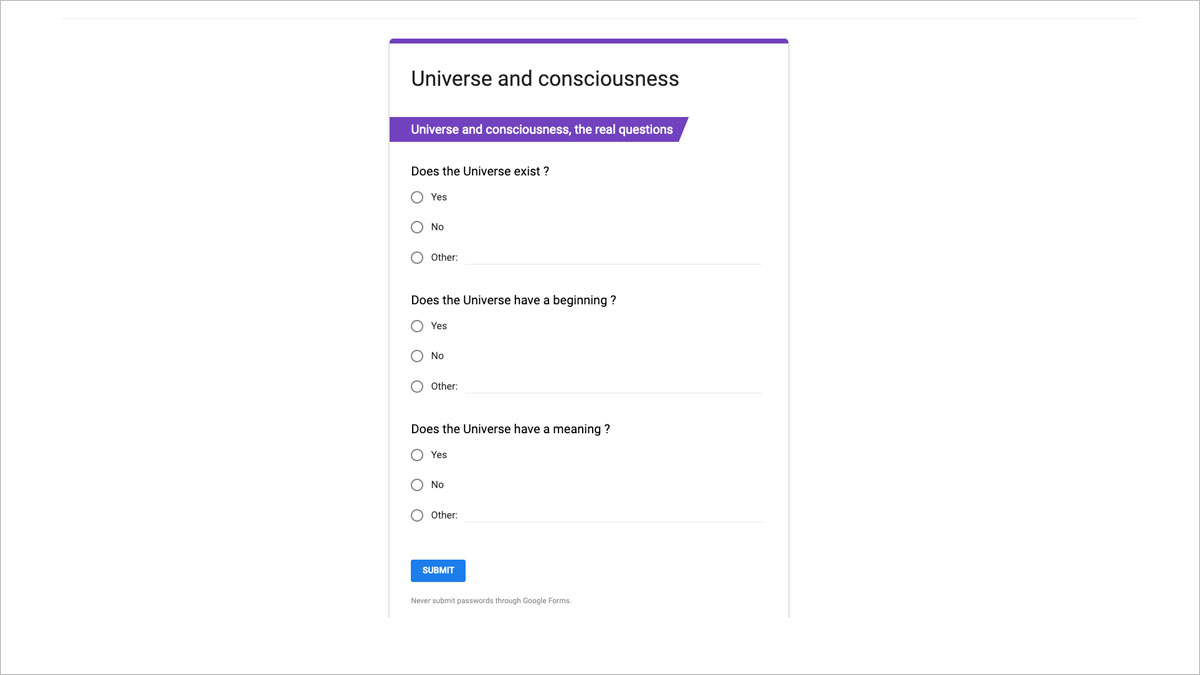 Universe and consciousness
Universe and consciousness, the real questions
Does the Universe exist ?
Yes
No
Other:
Does the Universe have a beginning ?
Yes
No
Other:
Does the Universe have a meaning ?
Yes
No
Other:
SUBMIT
Never submit passwords through Google Forms.